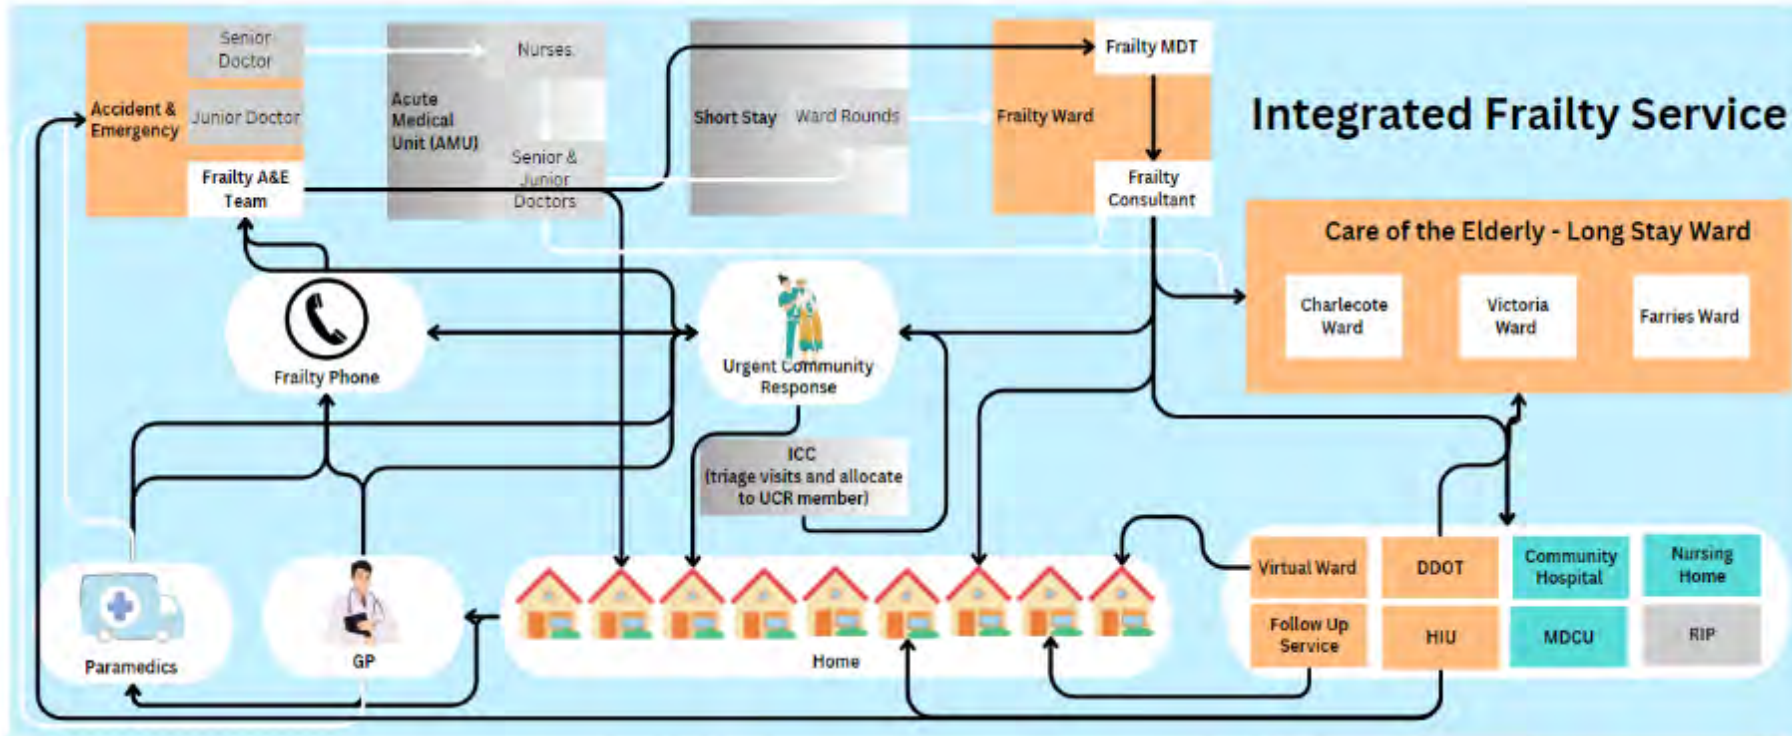 Senior
Doctor
Accident &
Emergency
Junior Doctor
Frailty A&E
Team
Acute
Medical
Unit (AMU)
Nurses
Senior &
Junior
Doctors
Short Stay
Ward Rounds
Frailty Ward
Frailty MDT
Frailty
Consultant
Integrated Frailty Service
Care of the Elderly - Long Stay Ward
Charlecote
Ward
Victoria
Ward
Farries Ward
Frailty Phone
Urgent Community
Response
ICC
(triage visits and allocate
to UCR member)
Paramedics
GP
Home
Virtual Ward
DDOT
Community
Hospital
Nursing
Home
Follow Up
Service
HIU
MDCU
RIP